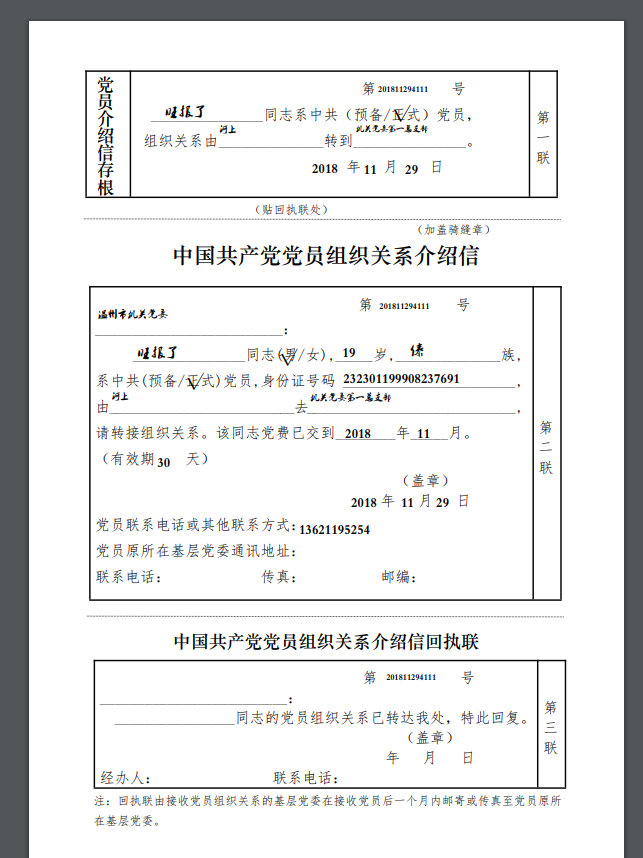 党员介绍信存根
第 201811294111 号
旺报了同志系中共（预备/正式）党员，
组织关系由河上转到机关党委第一基支部。
2018 年 11 月 29 日
第一联
（贴回执联处）
（加盖骑缝章）
中国共产党党员组织关系介绍信
第 201811294111 号
温州市机关党委：
旺报了同志(男/女)，19岁，傣族，
系中共(预备/正式)党员,身份证号码 232301199908237691，
由河上去机关党委第一基支部，
请转接组织关系。该同志党费已交到 2018 年 11 月。
（有效期 30 天）
（盖章）
2018 年 11 月 29 日
党员联系电话或其他联系方式：13621195254
党员原所在基层党委通讯地址：
联系电话： 传真： 邮编：
第二联
中国共产党党员组织关系介绍信回执联
第 201811294111 号
：
同志的党员组织关系已转达我处，特此回复。
（盖章）
年 月 日
经办人： 联系电话：
第三联
注：回执联由接收党员组织关系的基层党委在接收党员后一个月内邮寄或传真至党员原所
在基层党委。